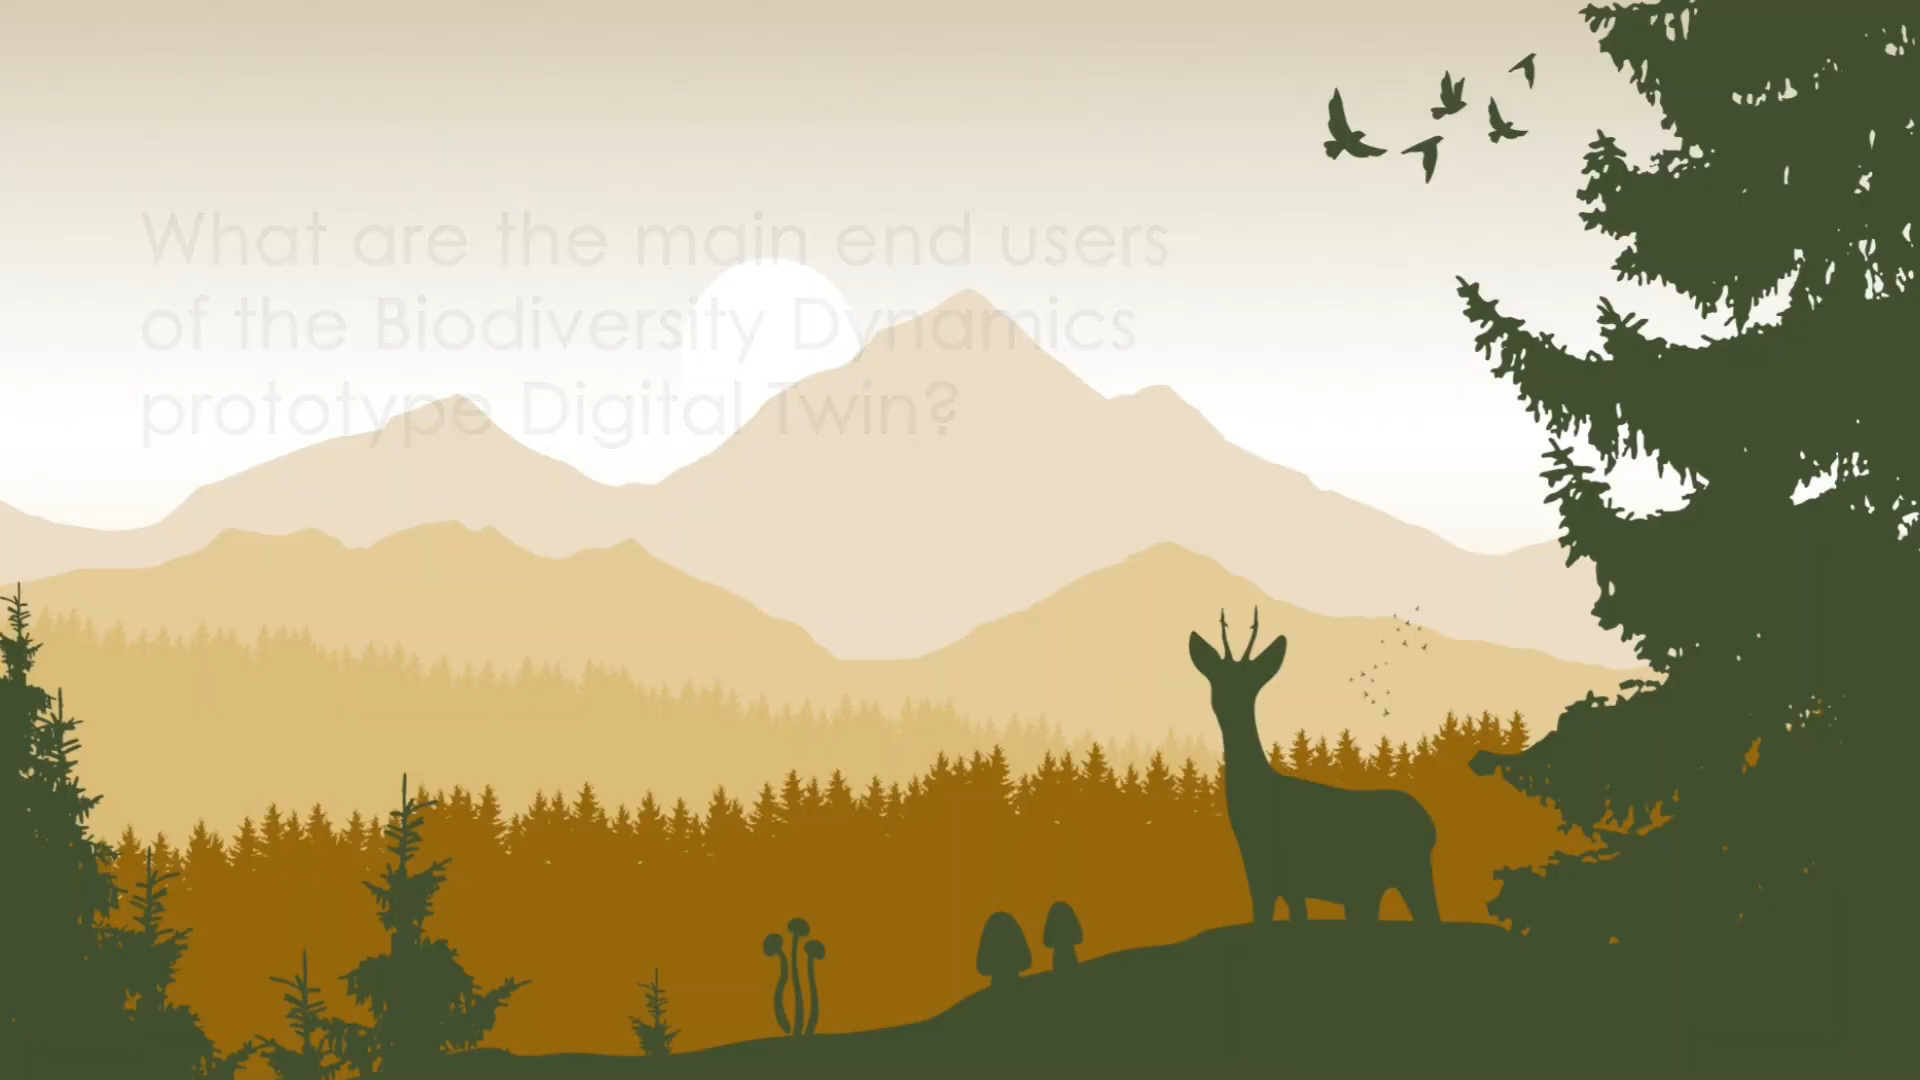 What are the main end users
of the Biodiversity Dynamics
prototype Digital Twin?